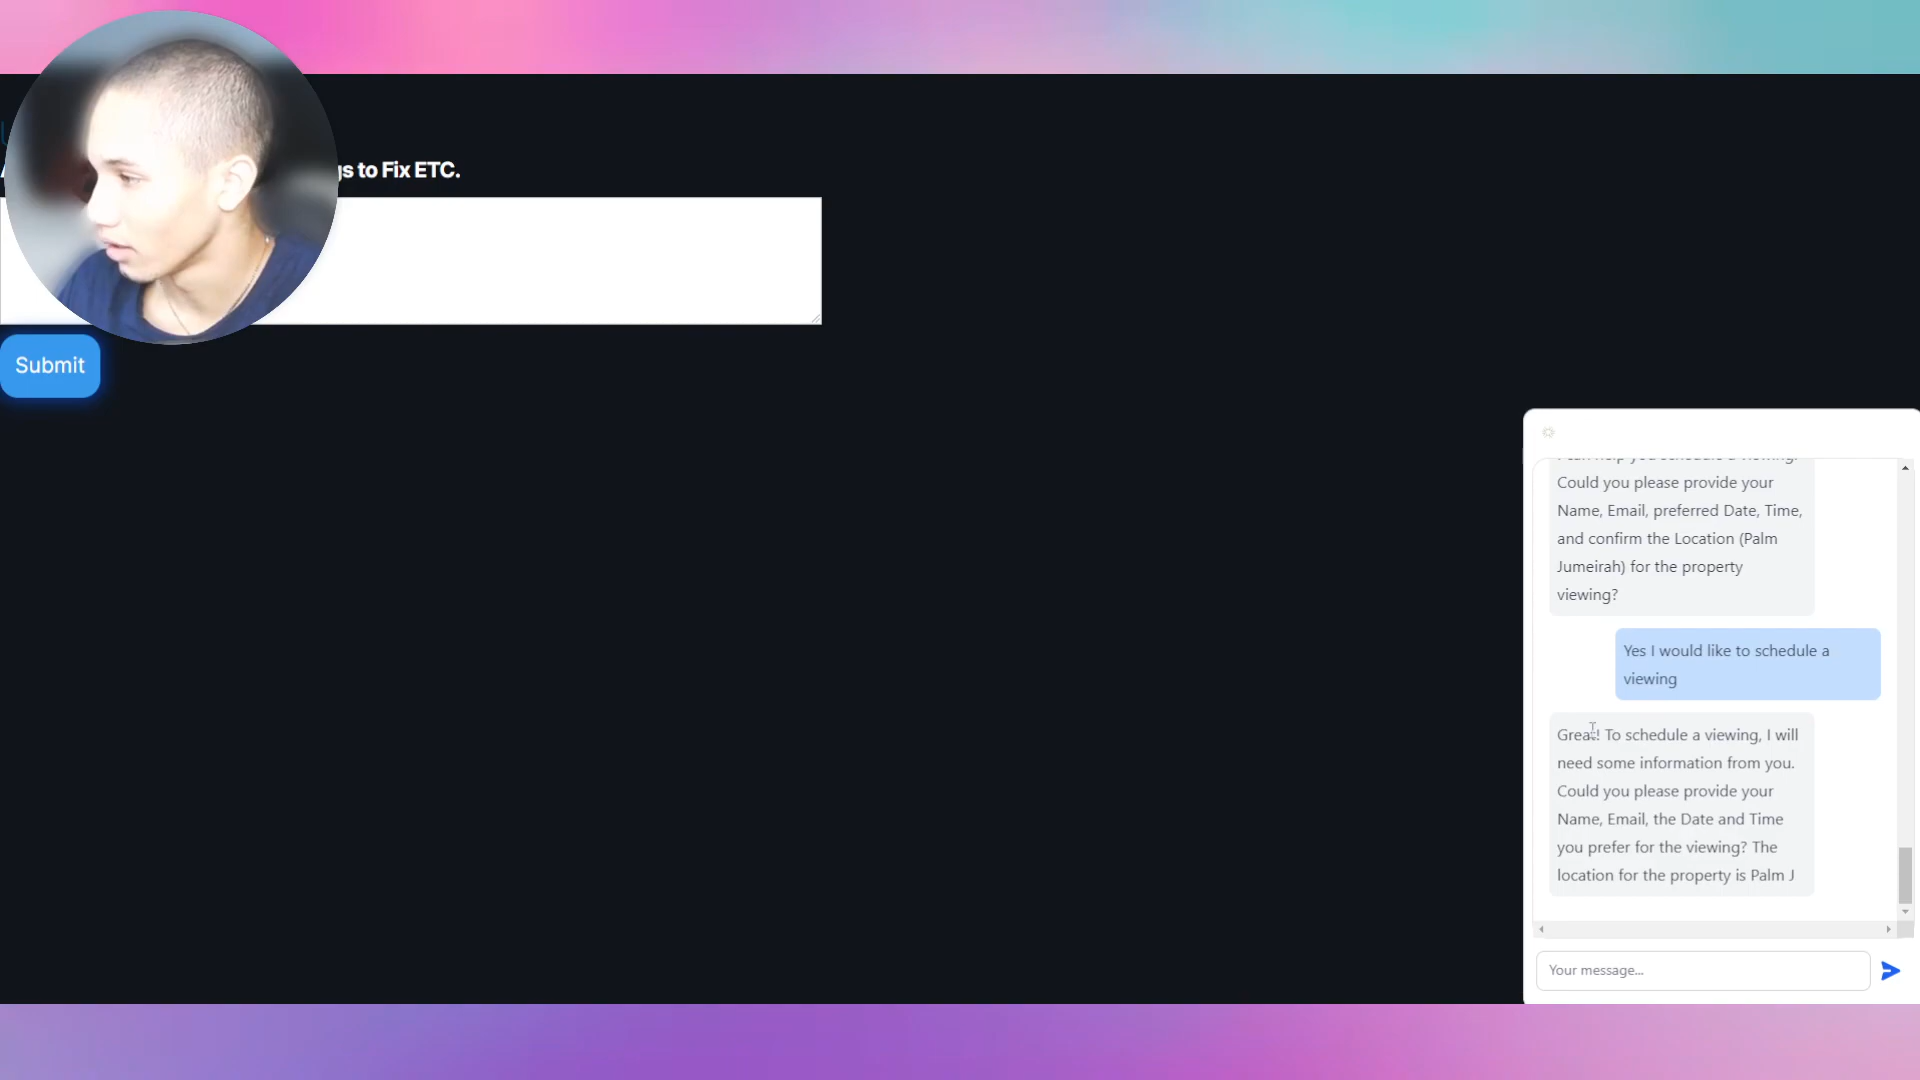 gs to Fix ETC.
Submit
Could you please provide your
Name, Email, preferred Date, Time,
and confirm the Location (Palm
Jumeirah) for the property
viewing?
Yes I would like to schedule a
viewing
Great! To schedule a viewing, I will
need some information from you.
Could you please provide your
Name, Email, the Date and Time
you prefer for the viewing? The
location for the property is Palm J
Your message...